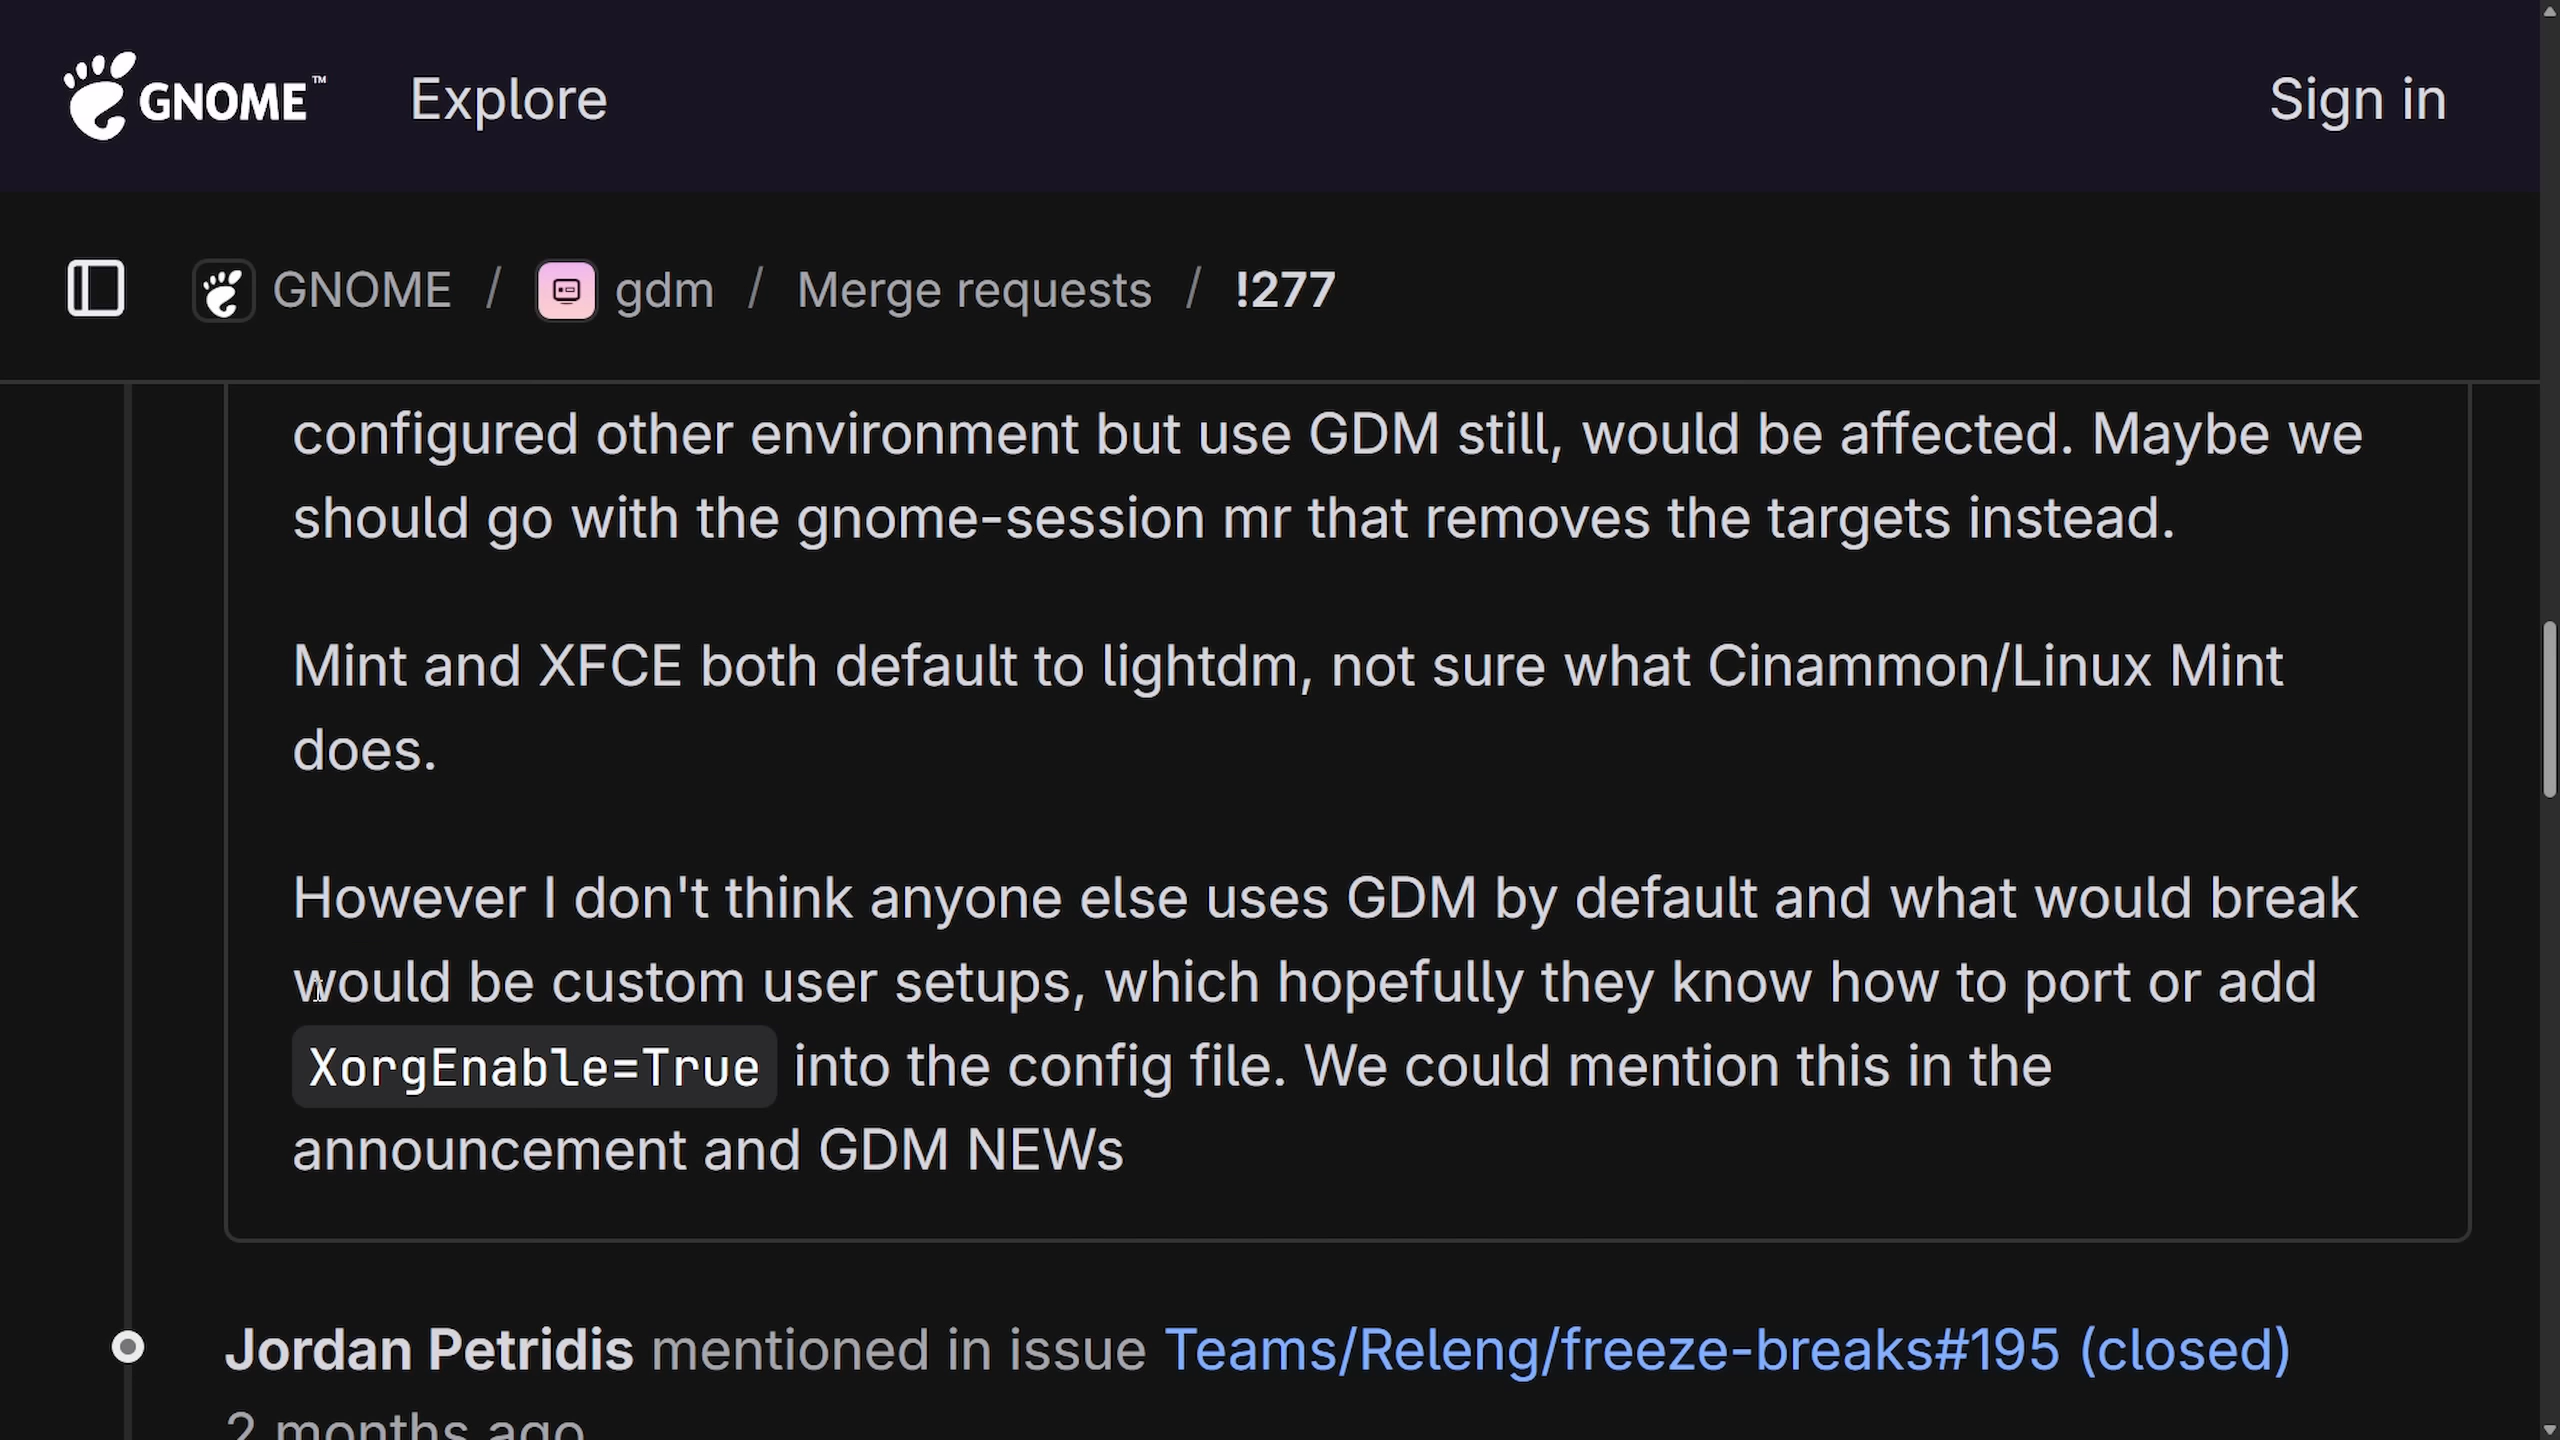 GNOME™ Explore Sign in
GNOME / gdm / Merge requests / !277
configured other environment but use GDM still, would be affected. Maybe we
should go with the gnome-session mr that removes the targets instead.
Mint and XFCE both default to lightdm, not sure what Cinammon/Linux Mint
does.
However I don't think anyone else uses GDM by default and what would break
would be custom user setups, which hopefully they know how to port or add
XorgEnable=True into the config file. We could mention this in the
announcement and GDM NEWs
Jordan Petridis mentioned in issue Teams/Releng/freeze-breaks#195 (closed)
2 months ago